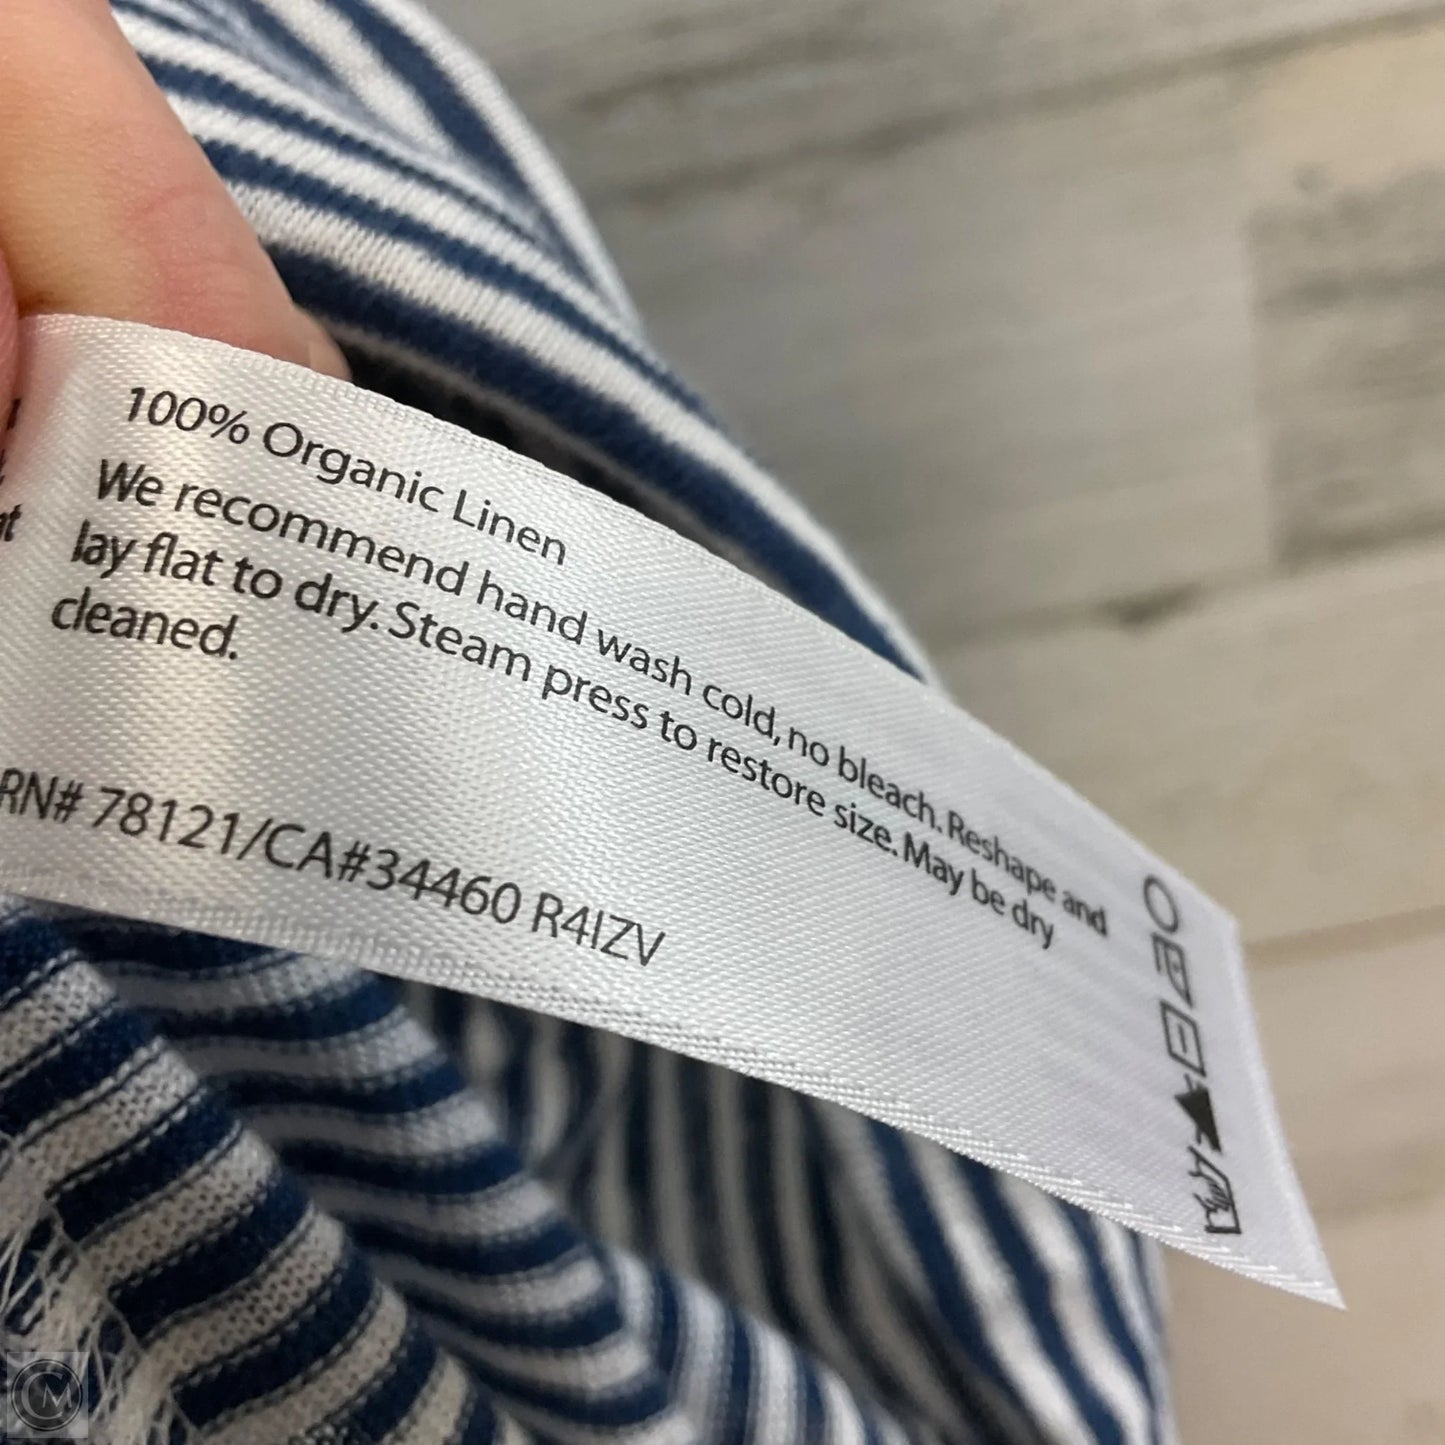 100% Organic Linen
We recommend hand wash cold, no bleach. Reshape and
lay flat to dry. Steam press to restore size. May be dry
cleaned.
RN# 78121/CA#34460 R4IZV